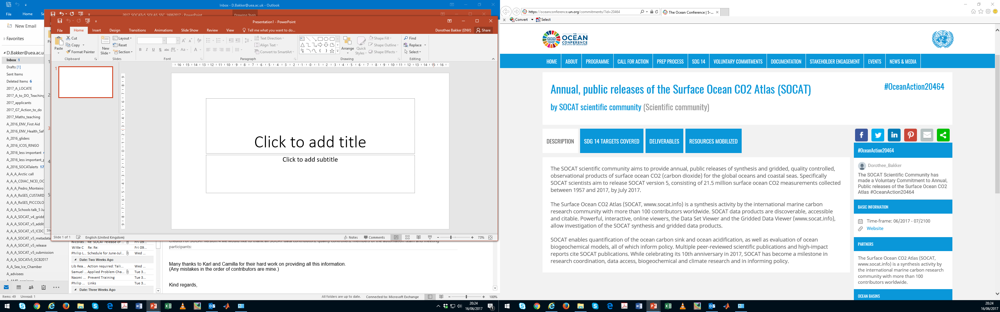 Inbox - D.Bakker@uea.ac.uk - Outlook
File Home Se
2017_SOCATv5_SOLAS_SSC_16062017 - PowerPoint Drawing Tools
Presentation1 - PowerPoint
File Home Insert Design Transitions Animations Slide Show Review View Tell me what you want to do... Dorothee Bakker (ENV) Share
Paste Cut Copy Format Painter Clipboard
New Slide Layout Reset Section Slides
Font
Text Direction Align Text Convert to SmartArt Paragraph
Arrange Quick Styles Shape Fill Shape Outline Shape Effects Drawing
Find Replace Select Editing
New Email
Favorites
D.Bakker@uea.ac.u
Inbox 1
Drafts [1]
Sent Items
Deleted Items 6
2017_A_LOCATE
2017_A_to_DO_Teaching
2017_applicants
2017_G7_Action_to_do
2017_Maths_teaching
A_2016_ENV_First Aid
A_2016_ENV_Health_Saf
A_2016_gliders
A_2016_ICOS_RINGO
A_2016_less important 4
A_2016_less important_p
A_2016_SOCATalerts 17
A_A_A_Arctic call
A_A_A_CDIAC_NCEI_OC
A_A_A_Pedro_Monteiro
A_A_A_RoSES_CUSTARD
A_A_A_RoSES_PICCOLO
A_A_A_Schools talk_5 Ju
A_A_A_SOCAT_v4_gridd
A_A_A_SOCAT_v5_addit
A_A_A_SOCAT_v5_ICDC
A_A_A_SOCAT_v5_metadata
A_A_A_SOCAT_v5_release
A_A_A_SOCAT_v5_submission
A_A_A_SOCATv5_GCB2017
A_A_Sea_Ice_Chamber
A_advisees
1
2
3
4
5
1
Click to add title
Click to add subtitle
Slide 1 of 1 English (United Kingdom) Notes Comments 73%
Nicolas... Re: SOCAT release of ... Fri 09...
Witte C Re: Re: Fri 09...
Philip L... Schedule for June-Jul... Wed ...
Date: Two Weeks Ago
Lib Rea... Action required: Tali... Wed ...
Samuel ... Applied Problem Cha... Tue 3...
Naomi ... Prevent Training Tue 3...
Philip ... Links Tue 3...
Date: Three Weeks Ago
Credits For SOCAT version 4 we would like to thank all SOCAT data contributors, quality controllers, members of the automation team and meeting
participants:
Many thanks to Karl and Camilla for their hard work on providing all this information.
(Any mistakes in the order of contributors are mine.)
Kind regards,
Items: 49 Unread: 1 All folders are up to date. Connected to: Microsoft Exchange 100%
20:24
16/06/2017
https://oceanconference.un.org/commitments/?id=20464 The Ocean Conference | 5-...
x Convert Select
THE
OCEAN
CONFERENCE
HOME ABOUT PROGRAMME CALL FOR ACTION PREP PROCESS SDG 14 VOLUNTARY COMMITMENTS DOCUMENTATION STAKEHOLDER ENGAGEMENT EVENTS NEWS & MEDIA
Annual, public releases of the Surface Ocean CO2 Atlas (SOCAT) #OceanAction20464
by SOCAT scientific community (Scientific community)
DESCRIPTION SDG 14 TARGETS COVERED DELIVERABLES RESOURCES MOBILIZED
The SOCAT scientific community aims to provide annual, public releases of synthesis and gridded, quality controlled,
observational products of surface ocean CO2 (carbon dioxide) for the global oceans and coastal seas. Specifically
SOCAT scientists aim to release SOCAT version 5, consisting of 21.5 million surface ocean CO2 measurements collected
between 1957 and 2017, by July 2017.
The Surface Ocean CO2 Atlas (SOCAT, www.socat.info) is a synthesis activity by the international marine carbon
research community with more than 100 contributors worldwide. SOCAT data products are discoverable, accessible
and citable. Powerful, interactive, online viewers, the Data Set Viewer and the Gridded Data Viewer (www.socat.info),
allow investigation of the SOCAT synthesis and gridded data products.
SOCAT enables quantification of the ocean carbon sink and ocean acidification, as well as evaluation of ocean
biogeochemical models, all of which inform policy. Multiple peer-reviewed scientific publications and high-impact
reports cite SOCAT publications. While celebrating its 10th anniversary in 2017, SOCAT has become a milestone in
research coordination, data access, biogeochemical and climate research and in informing policy.
#OceanAction20464
Dorothee_Bakker
The SOCAT Scientific Community has
made a Voluntary Commitment to Annual,
Public releases of the Surface Ocean CO2
Atlas #OceanAction20464
BASIC INFORMATION
Time-frame: 06/2017 - 07/2100
Website
PARTNERS
The Surface Ocean CO2 Atlas (SOCAT,
www.socat.info) is a synthesis activity by
the international marine carbon research
community with more than 100
contributors worldwide.
OCEAN BASINS
20:24
16/06/2017